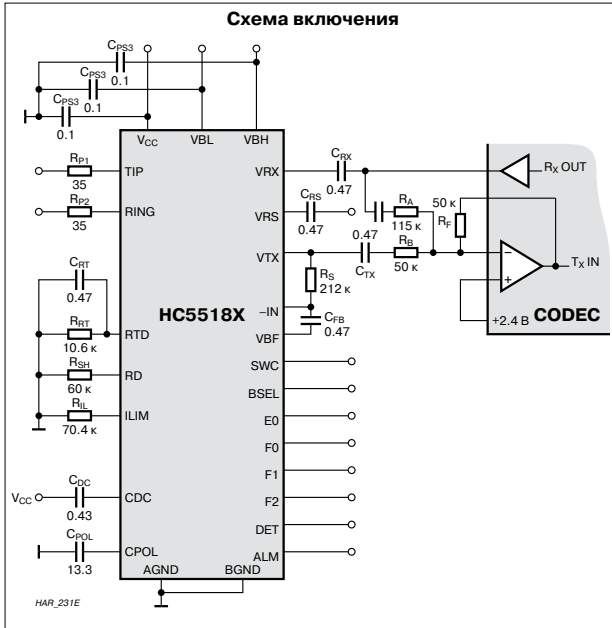 Схема включения
CPS3
0.1
CPS3
0.1
CPS3
0.1
VCC
VBL
VBH
RP1
35
TIP
RP2
35
RING
CRT
0.47
RRT
10.6 к
RTD
RSH
60 к
RD
RIL
70.4 к
ILIM
VCC
CDC
0.43
CDC
CPOL
13.3
CPOL
AGND
BGND
HC5518X
VRX
VRS
VTX
–IN
VBF
SWC
BSEL
E0
F0
F1
F2
DET
ALM
CRX
0.47
CRS
0.47
RA
115 к
0.47
CTX
RB
50 к
RS
212 к
CFB
0.47
50 к
RF
RX OUT
–
+
TX IN
+2.4 В
CODEC
HAR_231E